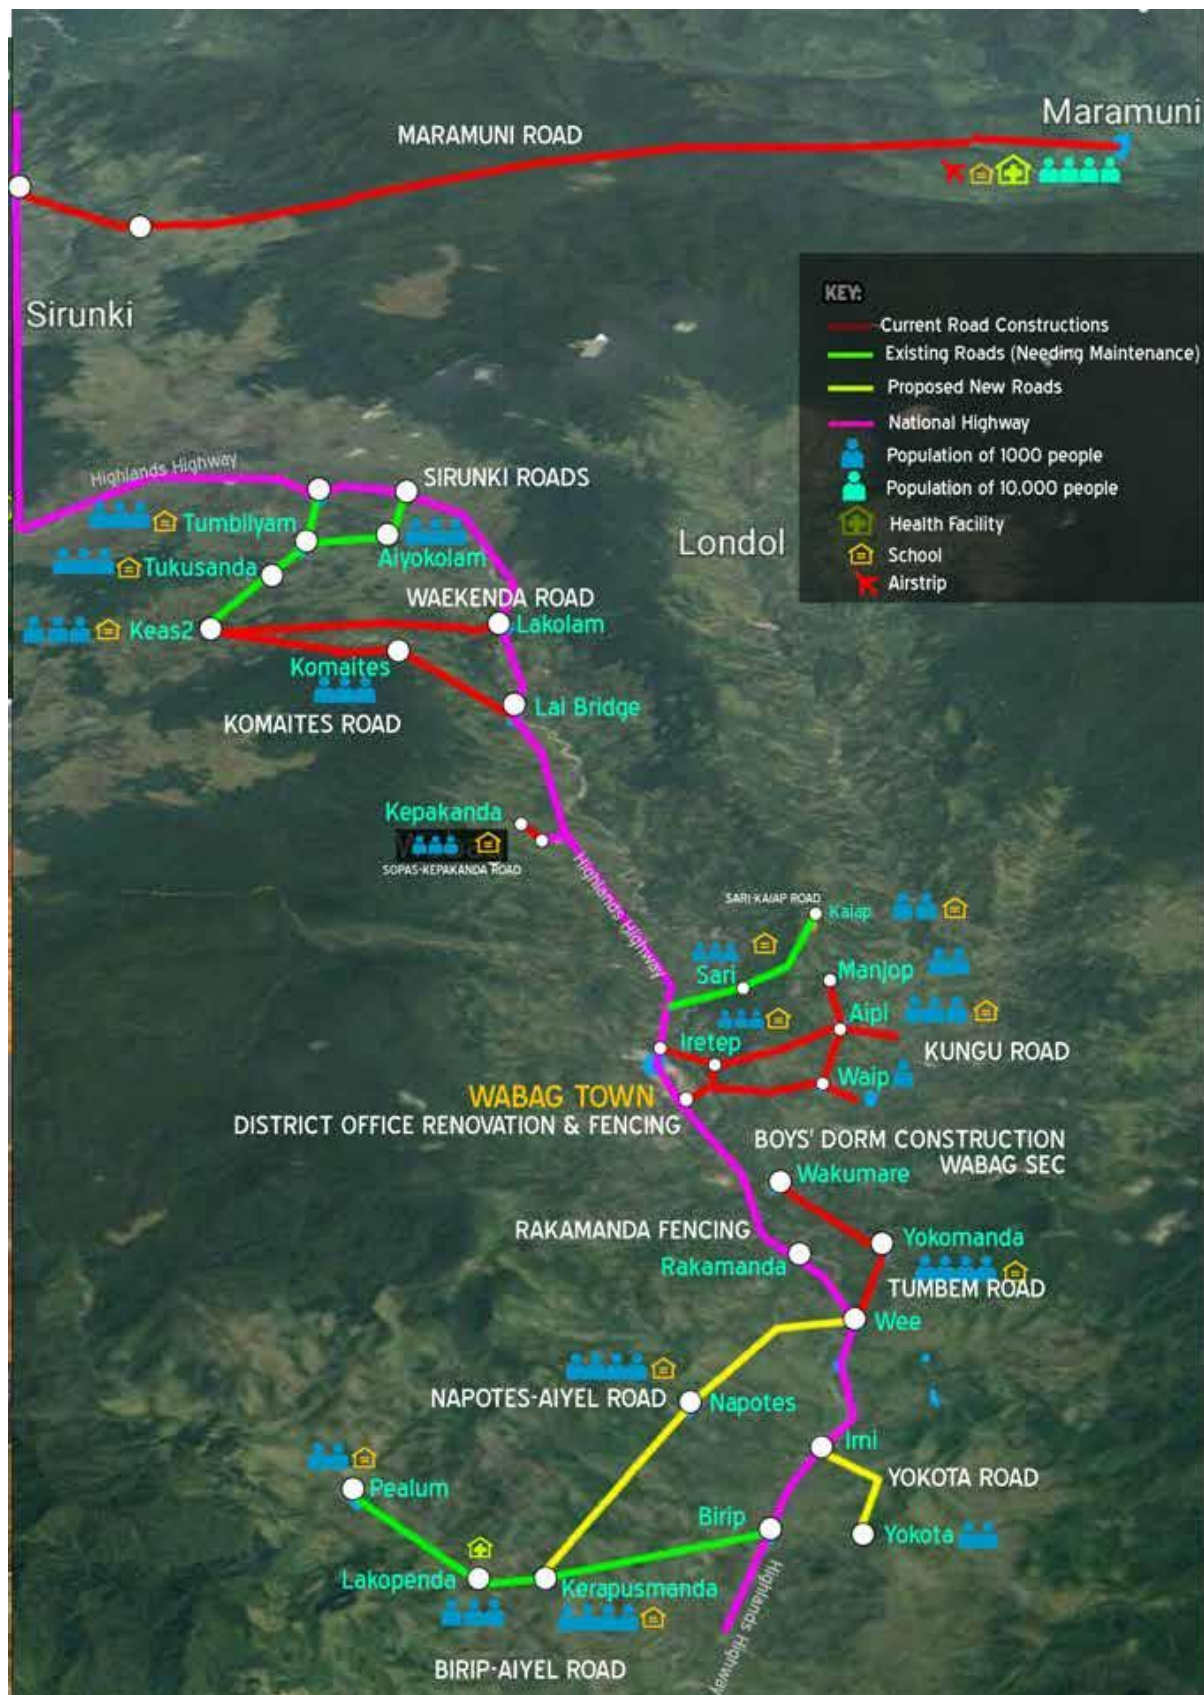 Maramuni
MARAMUNI ROAD
Sirunki
KEY:
Current Road Constructions
Existing Roads (Needing Maintenance)
Proposed New Roads
National Highway
Population of 1000 people
Population of 10,000 people
Health Facility
School
Airstrip
Highlands Highway
SIRUNKI ROADS
Tumbilyam
Aiyokolam
Londol
Tukusanda
WAEKENDA ROAD
Keas2
Lakolam
Komaites
KOMAITES ROAD
Lai Bridge
Kepakanda
SOPAS-KEPAKANDA ROAD
Highlands Highway
SARI-KAIAP ROAD
Kaiap
Sari
Manjop
Aipl
Iretep
KUNGU ROAD
Waip
WABAG TOWN
DISTRICT OFFICE RENOVATION & FENCING
BOYS' DORM CONSTRUCTION
WABAG SEC
Wakumare
RAKAMANDA FENCING
Rakamanda
Yokomanda
TUMBEM ROAD
Wee
NAPOTES-AIYEL ROAD
Napotes
Imi
YOKOTA ROAD
Pealum
Birip
Yokota
Lakopenda
Kerapusmanda
BIRIP-AIYEL ROAD
Highlands Highway